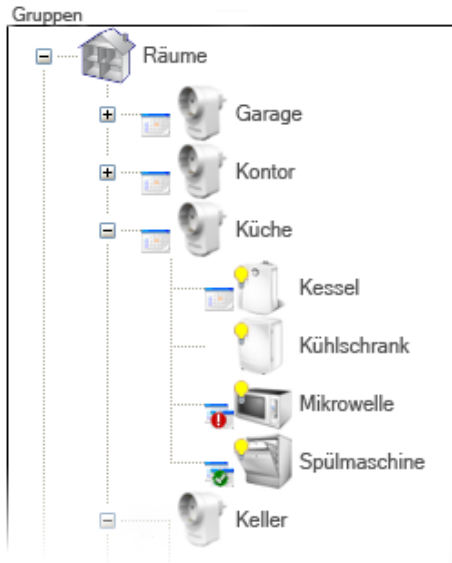 Gruppen
Räume
Garage
Kontor
Küche
Kessel
Kühlschrank
Mikrowelle
Spülmaschine
Keller